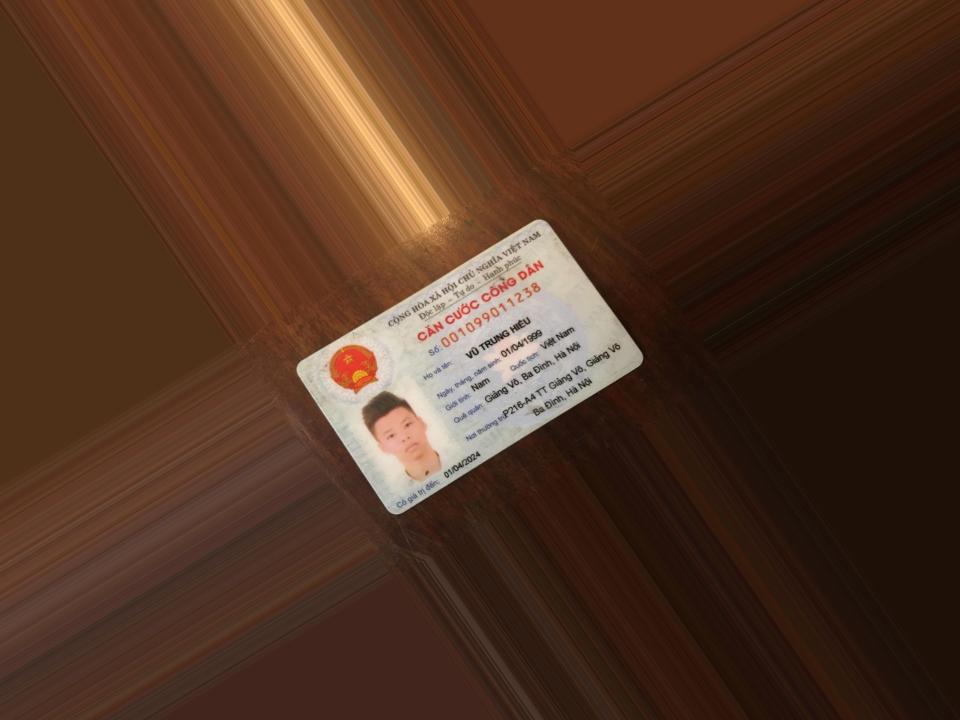 CỘNG HÒA XÃ HỘI CHỦ NGHĨA VIỆT NAM
Độc lập - Tự do - Hạnh phúc
CĂN CƯỚC CÔNG DÂN
Số: 001099011238
Họ và tên: VŨ TRUNG HIẾU
Ngày, tháng, năm sinh: 01/04/1999
Giới tính: Nam Quốc tịch: Việt Nam
Quê quán: Giảng Võ, Ba Đình, Hà Nội
Nơi thường trú: P216-A4 TT Giảng Võ, Giảng Võ
Ba Đình, Hà Nội
Có giá trị đến: 01/04/2024